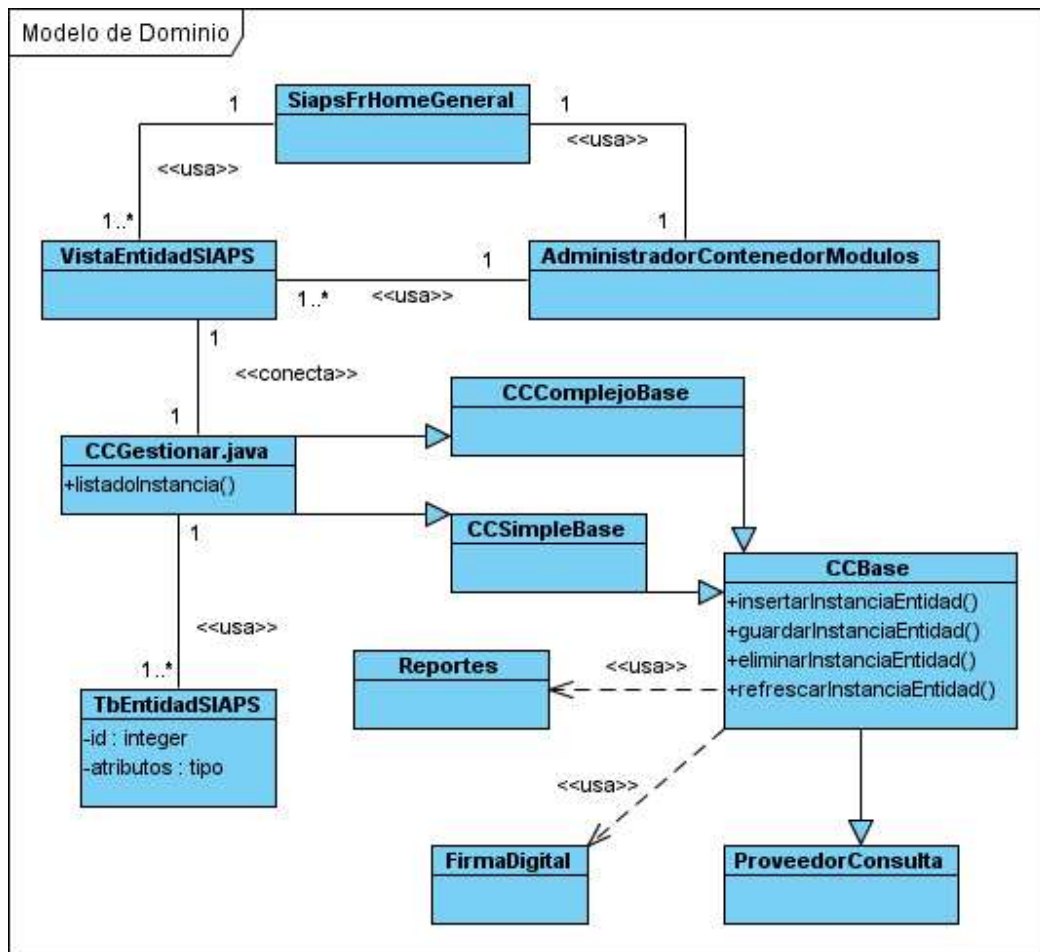 Modelo de Dominio
SiapsFrHomeGeneral
1
1
<<usa>>
<<usa>>
1..*
1
VistaEntidadSIAPS
AdministradorContenedorModulos
1
1..*
<<usa>>
1
<<conecta>>
CCComplejoBase
1
CCGestionar.java
+listadoInstancia()
CCSimpleBase
1
CCBase
+insertarInstanciaEntidad()
+guardarInstanciaEntidad()
+eliminarInstanciaEntidad()
+refrescarInstanciaEntidad()
<<usa>>
Reportes
<<usa>>
1..*
TbEntidadSIAPS
-id : integer
-atributos : tipo
<<usa>>
FirmaDigital
ProveedorConsulta